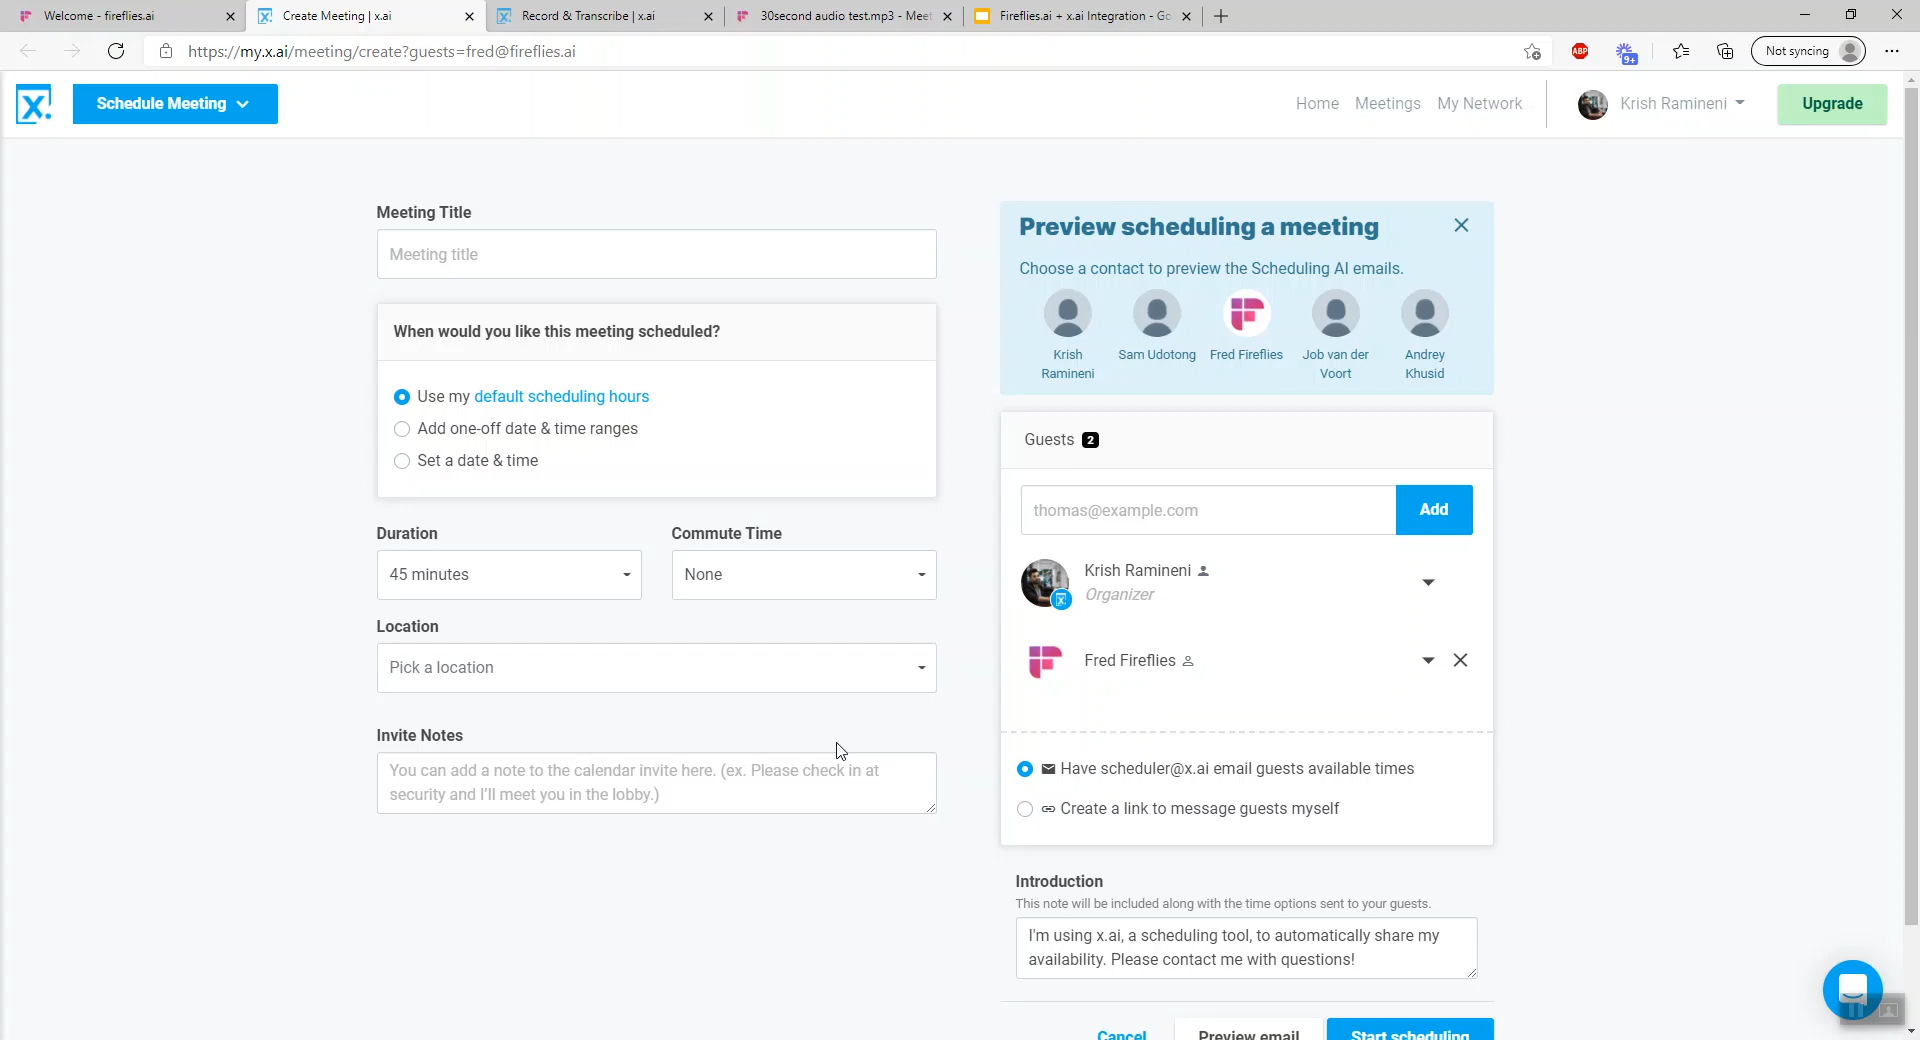 Welcome - fireflies.ai
Create Meeting | x.ai
Record & Transcribe | x.ai
30second audio test.mp3 - Meet
Fireflies.ai + x.ai Integration - Go
https://my.x.ai/meeting/create?guests=fred@fireflies.ai
ABP
9+
Not syncing
X.
Schedule Meeting
Home
Meetings
My Network
Krish Ramineni
Upgrade
Meeting Title
Meeting title
When would you like this meeting scheduled?
Use my default scheduling hours
Add one-off date & time ranges
Set a date & time
Duration
Commute Time
45 minutes
None
Location
Pick a location
Invite Notes
You can add a note to the calendar invite here. (ex. Please check in at
security and I'll meet you in the lobby.)
Preview scheduling a meeting
Choose a contact to preview the Scheduling AI emails.
Krish
Ramineni
Sam Udotong
Fred Fireflies
Job van der
Voort
Andrey
Khusid
Guests 2
thomas@example.com
Add
Krish Ramineni
Organizer
Fred Fireflies
Have scheduler@x.ai email guests available times
Create a link to message guests myself
Introduction
This note will be included along with the time options sent to your guests.
I'm using x.ai, a scheduling tool, to automatically share my
availability. Please contact me with questions!
Cancel
Preview email
Start scheduling